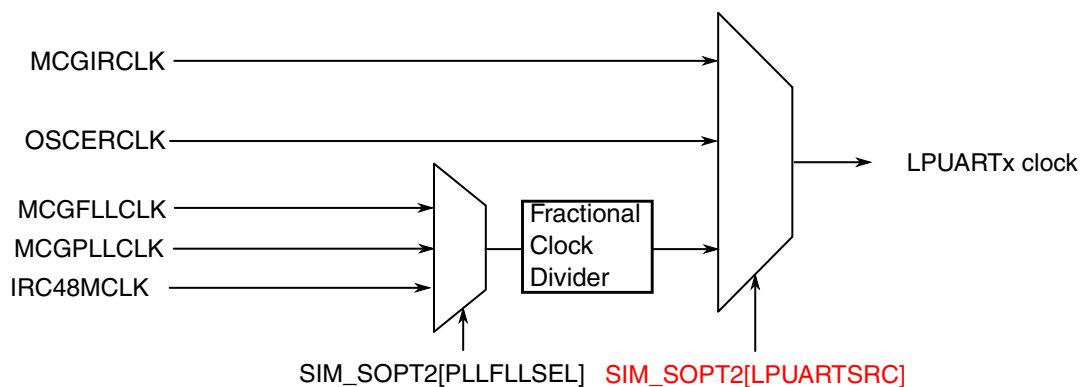 MCGIRCLK
OSCERCLK
LPUARTx clock
MCGFLLCLK
MCGPLLCLK
IRC48MCLK
Fractional
Clock
Divider
SIM_SOPT2[PLLFLLSEL]
SIM_SOPT2[LPUARTSRC]